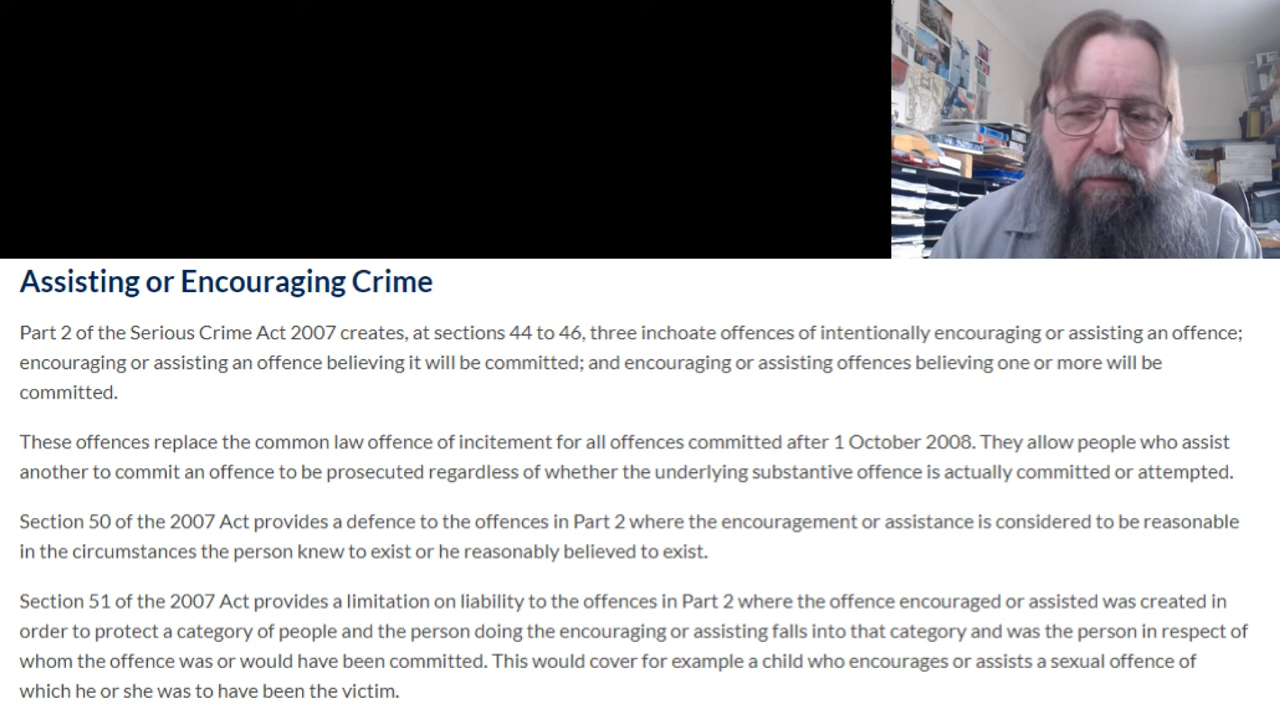 Assisting or Encouraging Crime
Part 2 of the Serious Crime Act 2007 creates, at sections 44 to 46, three inchoate offences of intentionally encouraging or assisting an offence;
encouraging or assisting an offence believing it will be committed; and encouraging or assisting offences believing one or more will be
committed.
These offences replace the common law offence of incitement for all offences committed after 1 October 2008. They allow people who assist
another to commit an offence to be prosecuted regardless of whether the underlying substantive offence is actually committed or attempted.
Section 50 of the 2007 Act provides a defence to the offences in Part 2 where the encouragement or assistance is considered to be reasonable
in the circumstances the person knew to exist or he reasonably believed to exist.
Section 51 of the 2007 Act provides a limitation on liability to the offences in Part 2 where the offence encouraged or assisted was created in
order to protect a category of people and the person doing the encouraging or assisting falls into that category and was the person in respect of
whom the offence was or would have been committed. This would cover for example a child who encourages or assists a sexual offence of
which he or she was to have been the victim.